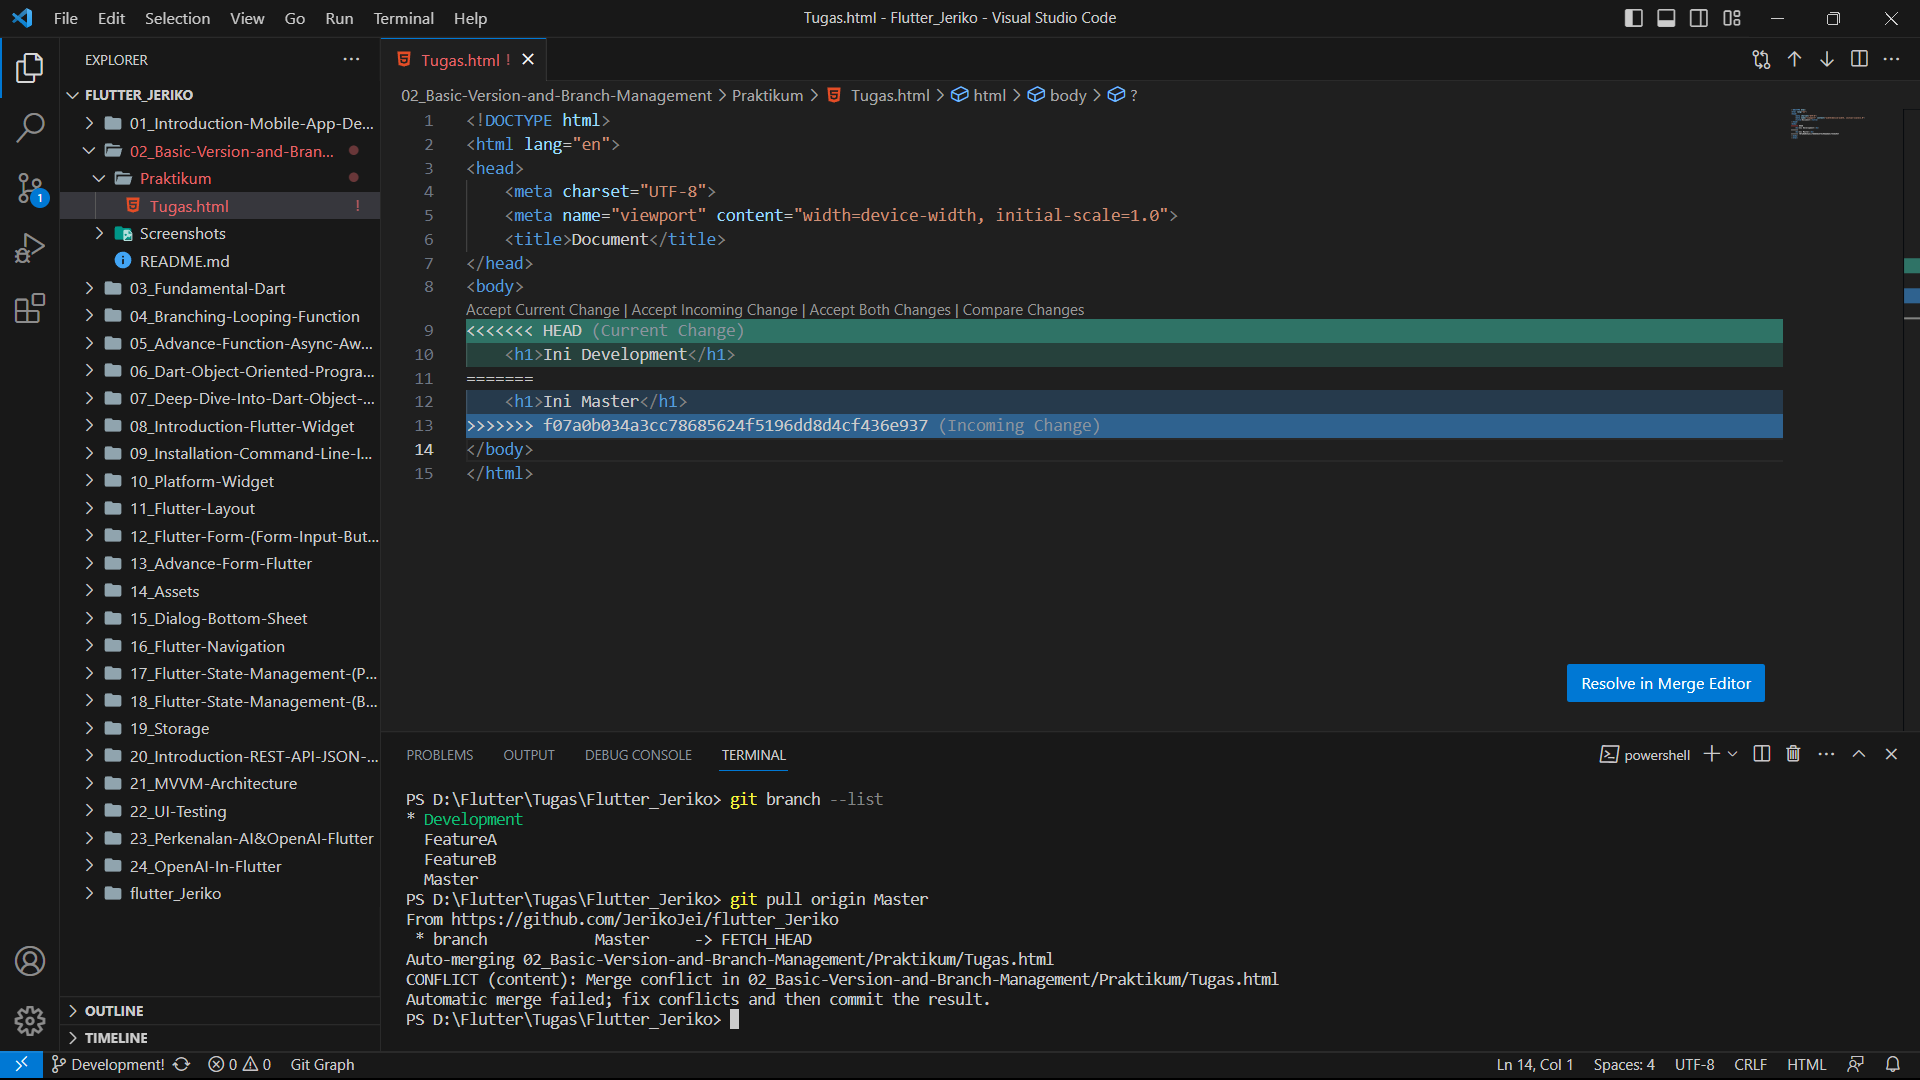 File Edit Selection View Go Run Terminal Help
Tugas.html - Flutter_Jeriko - Visual Studio Code
EXPLORER
FLUTTER_JERIKO
01_Introduction-Mobile-App-De...
02_Basic-Version-and-Bran...
Praktikum
Tugas.html !
Screenshots
README.md
03_Fundamental-Dart
04_Branching-Looping-Function
05_Advance-Function-Async-Aw...
06_Dart-Object-Oriented-Progra...
07_Deep-Dive-Into-Dart-Object-...
08_Introduction-Flutter-Widget
09_Installation-Command-Line-I...
10_Platform-Widget
11_Flutter-Layout
12_Flutter-Form-(Form-Input-But...
13_Advance-Form-Flutter
14_Assets
15_Dialog-Bottom-Sheet
16_Flutter-Navigation
17_Flutter-State-Management-(P...
18_Flutter-State-Management-(B...
19_Storage
20_Introduction-REST-API-JSON-...
21_MVVM-Architecture
22_UI-Testing
23_Perkenalan-AI&OpenAI-Flutter
24_OpenAI-In-Flutter
flutter_Jeriko
OUTLINE
TIMELINE
1
Tugas.html !
02_Basic-Version-and-Branch-Management > Praktikum > Tugas.html > html > body > ?
1 <!DOCTYPE html>
2 <html lang="en">
3 <head>
4     <meta charset="UTF-8">
5     <meta name="viewport" content="width=device-width, initial-scale=1.0">
6     <title>Document</title>
7 </head>
8 <body>
Accept Current Change | Accept Incoming Change | Accept Both Changes | Compare Changes
9 <<<<<<< HEAD (Current Change)
10     <h1>Ini Development</h1>
11 =======
12     <h1>Ini Master</h1>
13 >>>>>>> f07a0b034a3cc78685624f5196dd8d4cf436e937 (Incoming Change)
14 </body>
15 </html>
Resolve in Merge Editor
PROBLEMS OUTPUT DEBUG CONSOLE TERMINAL
powershell
PS D:\Flutter\Tugas\Flutter_Jeriko> git branch --list
* Development
  FeatureA
  FeatureB
  Master
PS D:\Flutter\Tugas\Flutter_Jeriko> git pull origin Master
From https://github.com/JerikoJei/flutter_Jeriko
 * branch            Master     -> FETCH_HEAD
Auto-merging 02_Basic-Version-and-Branch-Management/Praktikum/Tugas.html
CONFLICT (content): Merge conflict in 02_Basic-Version-and-Branch-Management/Praktikum/Tugas.html
Automatic merge failed; fix conflicts and then commit the result.
PS D:\Flutter\Tugas\Flutter_Jeriko>
Development! 0 0 Git Graph
Ln 14, Col 1 Spaces: 4 UTF-8 CRLF HTML